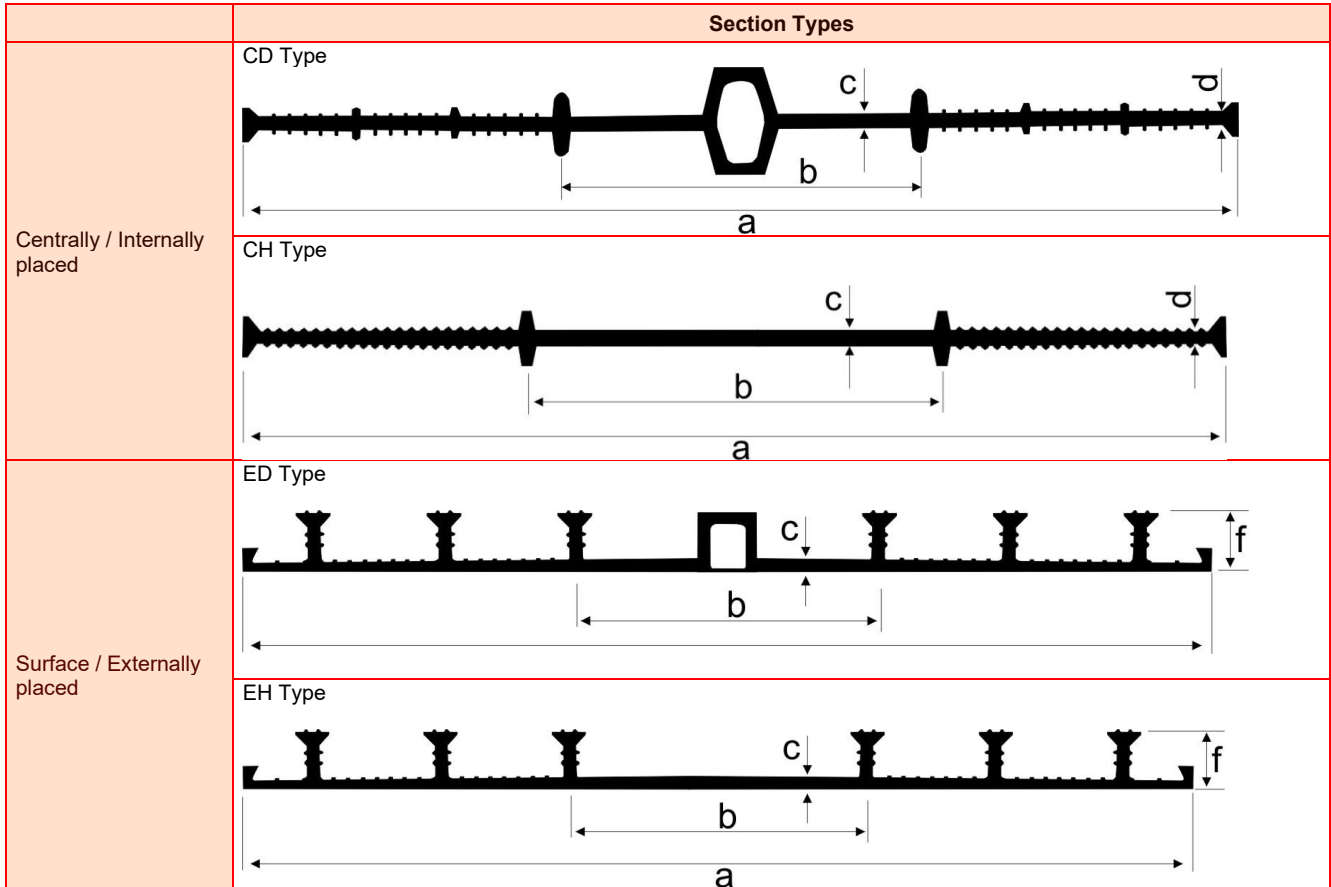 Section Types
Centrally / Internally
placed
CD Type
c
d
b
a
CH Type
c
d
b
a
Surface / Externally
placed
ED Type
c
f
b
EH Type
c
f
b
a